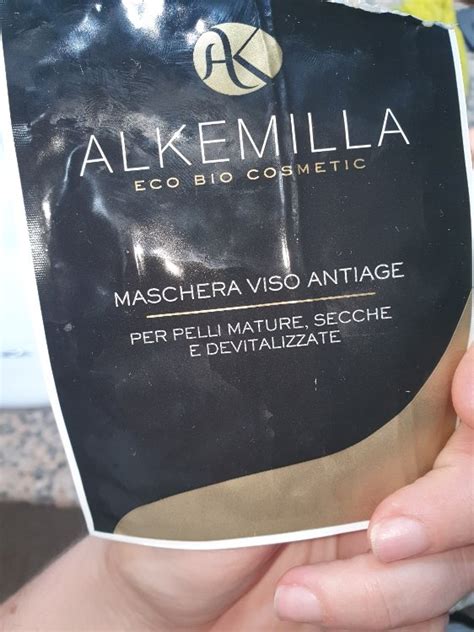 AK
ALKEMILLA
ECO BIO COSMETIC
MASCHERA VISO ANTIAGE
PER PELLI MATURE, SECCHE
E DEVITALIZZATE